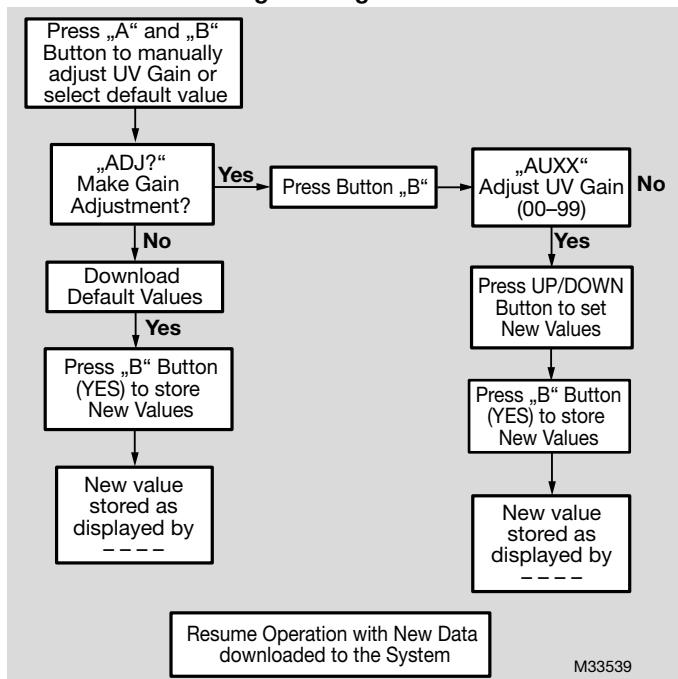 Press „A“ and „B“
Button to manually
adjust UV Gain or
select default value
„ADJ?“
Make Gain
Adjustment?
Yes
Press Button „B“
„AUXX“
Adjust UV Gain
(00–99)
No
No
Yes
Download
Default Values
Press UP/DOWN
Button to set
New Values
Yes
Press „B“ Button
(YES) to store
New Values
Press „B“ Button
(YES) to store
New Values
New value
stored as
displayed by
– – – –
New value
stored as
displayed by
– – – –
Resume Operation with New Data
downloaded to the System
M33539